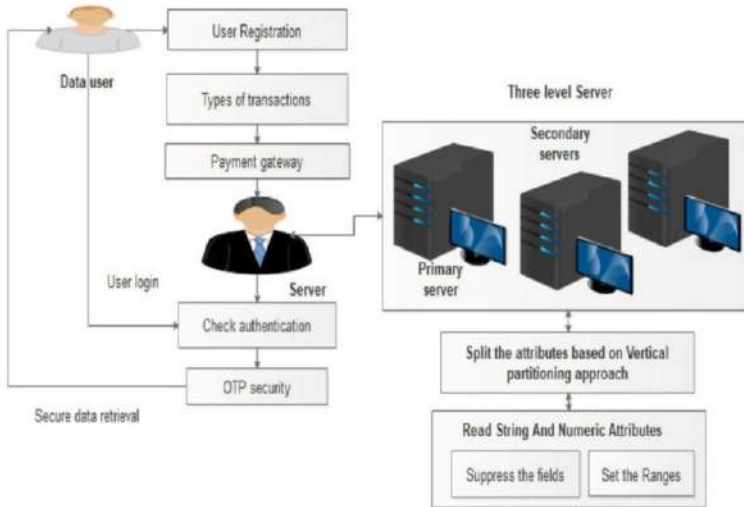 User Registration
Data user
Types of transactions
Payment gateway
Server
User login
Check authentication
OTP security
Secure data retrieval
Three level Server
Secondary
servers
Primary
server
Split the attributes based on Vertical
partitioning approach
Read String And Numeric Attributes
Suppress the fields
Set the Ranges